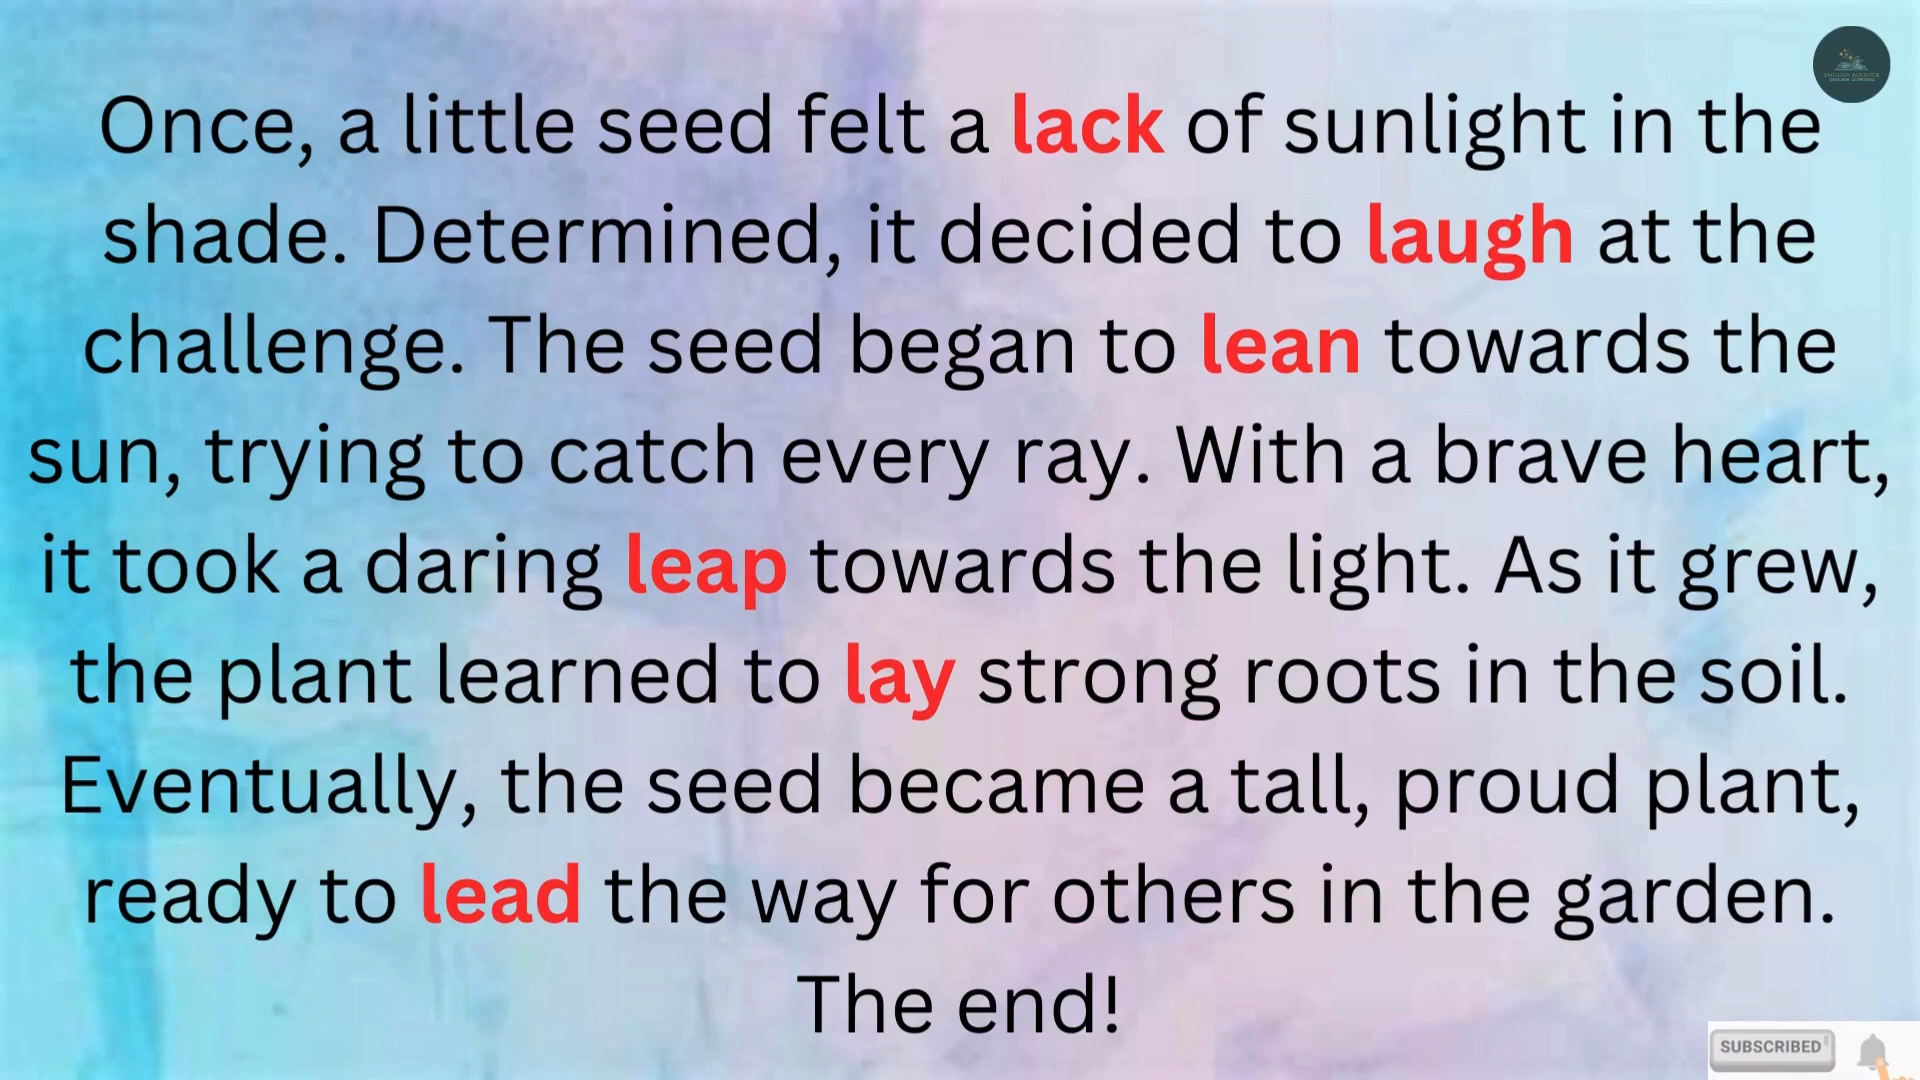 Once, a little seed felt a lack of sunlight in the
shade. Determined, it decided to laugh at the
challenge. The seed began to lean towards the
sun, trying to catch every ray. With a brave heart,
it took a daring leap towards the light. As it grew,
the plant learned to lay strong roots in the soil.
Eventually, the seed became a tall, proud plant,
ready to lead the way for others in the garden.
The end!
SUBSCRIBED